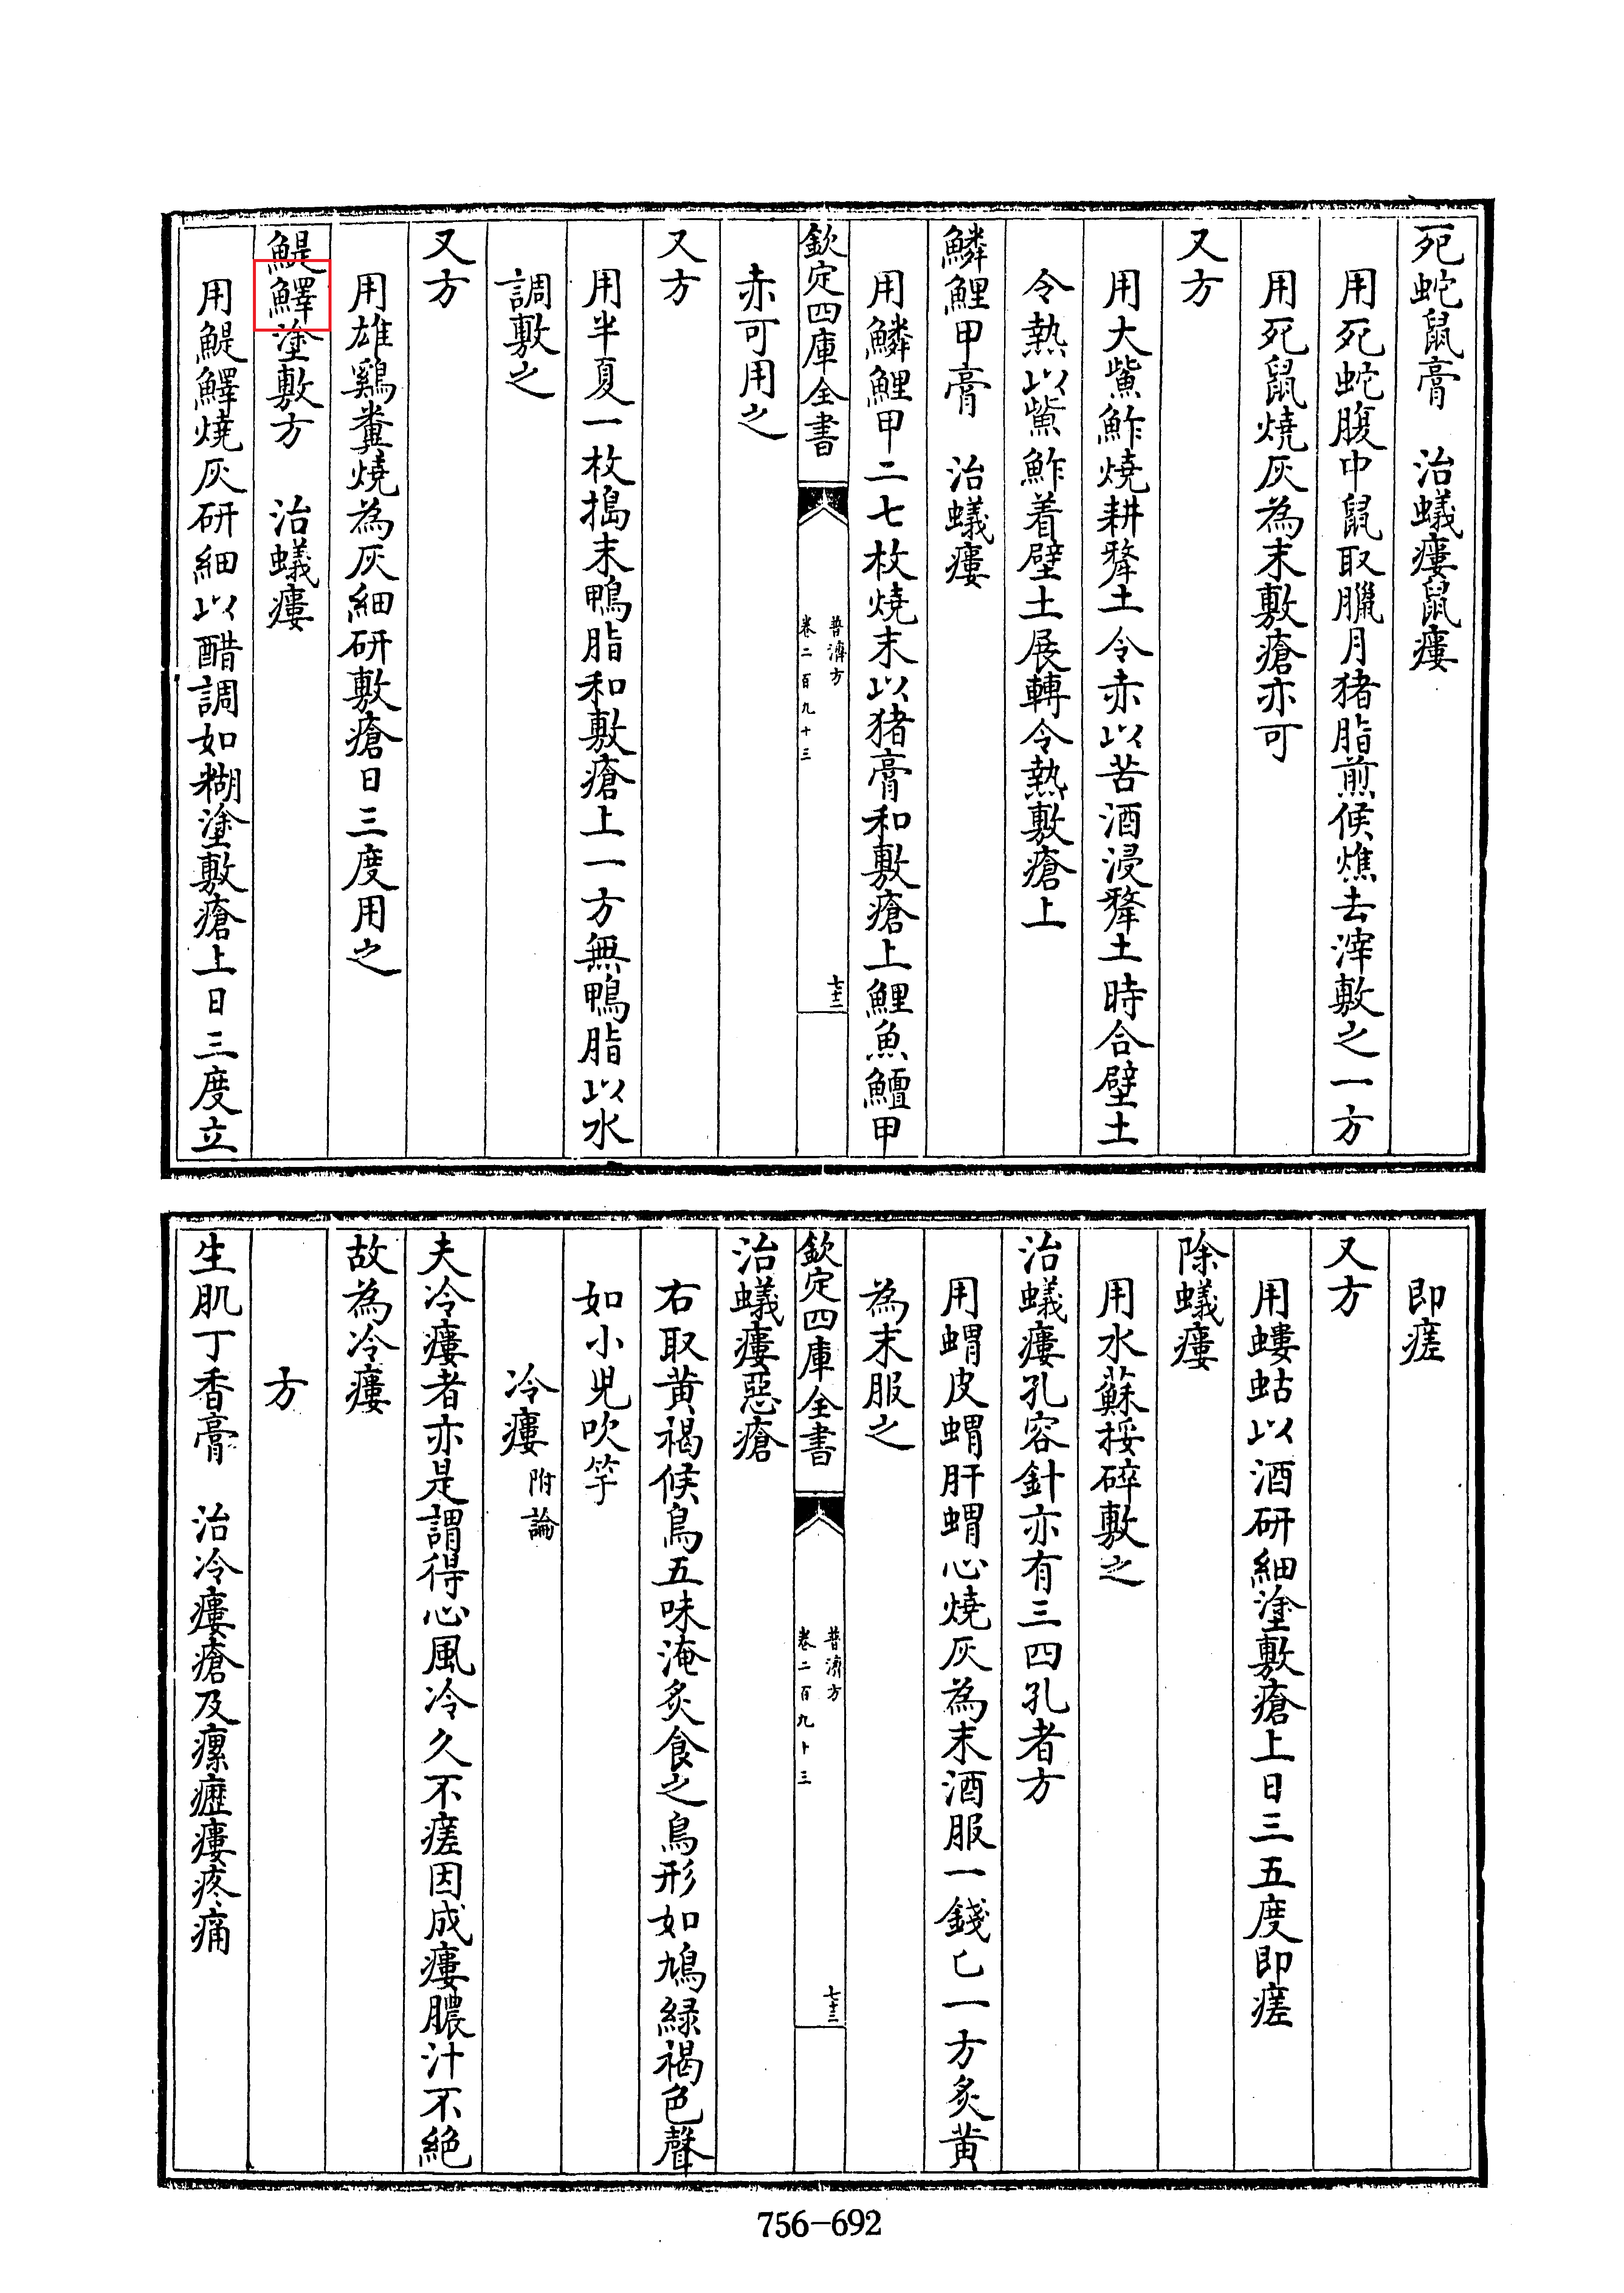 死蛇鼠膏　治蟻瘻鼠瘻
用死蛇腹中鼠取臘月猪脂煎候燋去滓敷之一方
用死鼠燒灰為末敷瘡亦可
又方
用大鮆鮓燒耕犂土令赤以苦酒浸犂土時合壁土
令熱以鮆鮓着壁土展轉令熱敷瘡上
鱗鯉甲膏　治蟻瘻
用鱗鯉甲二七枚燒末以猪膏和敷瘡上鯉魚鱣甲
欽定四庫全書
普濟方
卷二百九十三
七十二
赤可用之
又方
用半夏一枚搗末鴨脂和敷瘡上一方無鴨脂以水
調敷之
又方
用雄鷄糞燒為灰細研敷瘡日三度用之
鯷塗敷方　治蟻瘻
用鯷燒灰研細以醋調如糊塗敷瘡上日三度立
即瘥
又方
用螻蛄以酒研細塗敷瘡上日三五度即瘥
除蟻瘻
用水蘇挼碎敷之
治蟻瘻孔容針亦有三四孔者方
用蝟皮蝟肝蝟心燒灰為末酒服一錢匕一方炙黄
為末服之
欽定四庫全書
普濟方
卷二百九十三
七十三
治蟻瘻惡瘡
右取黄褐候鳥五味淹炙食之鳥形如鳩緑褐色聲
如小児吹竽
冷瘻附論
夫冷瘻者亦是謂得心風冷久不瘥因成瘻膿汁不絶
故為冷瘻
方
生肌丁香膏　治冷瘻瘡及瘰癧瘻疼痛
756-692